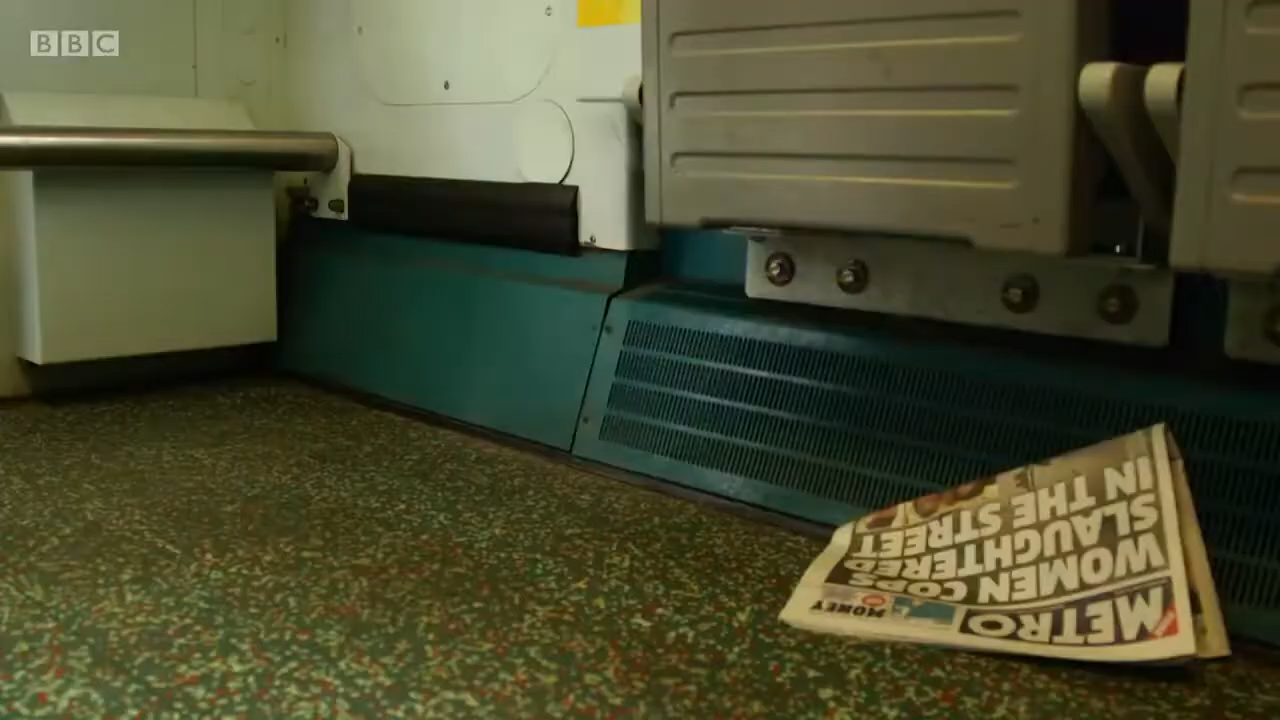 BBC
METRO
MONEY
WOMEN COPS
SLAUGHTERED
IN THE STREET